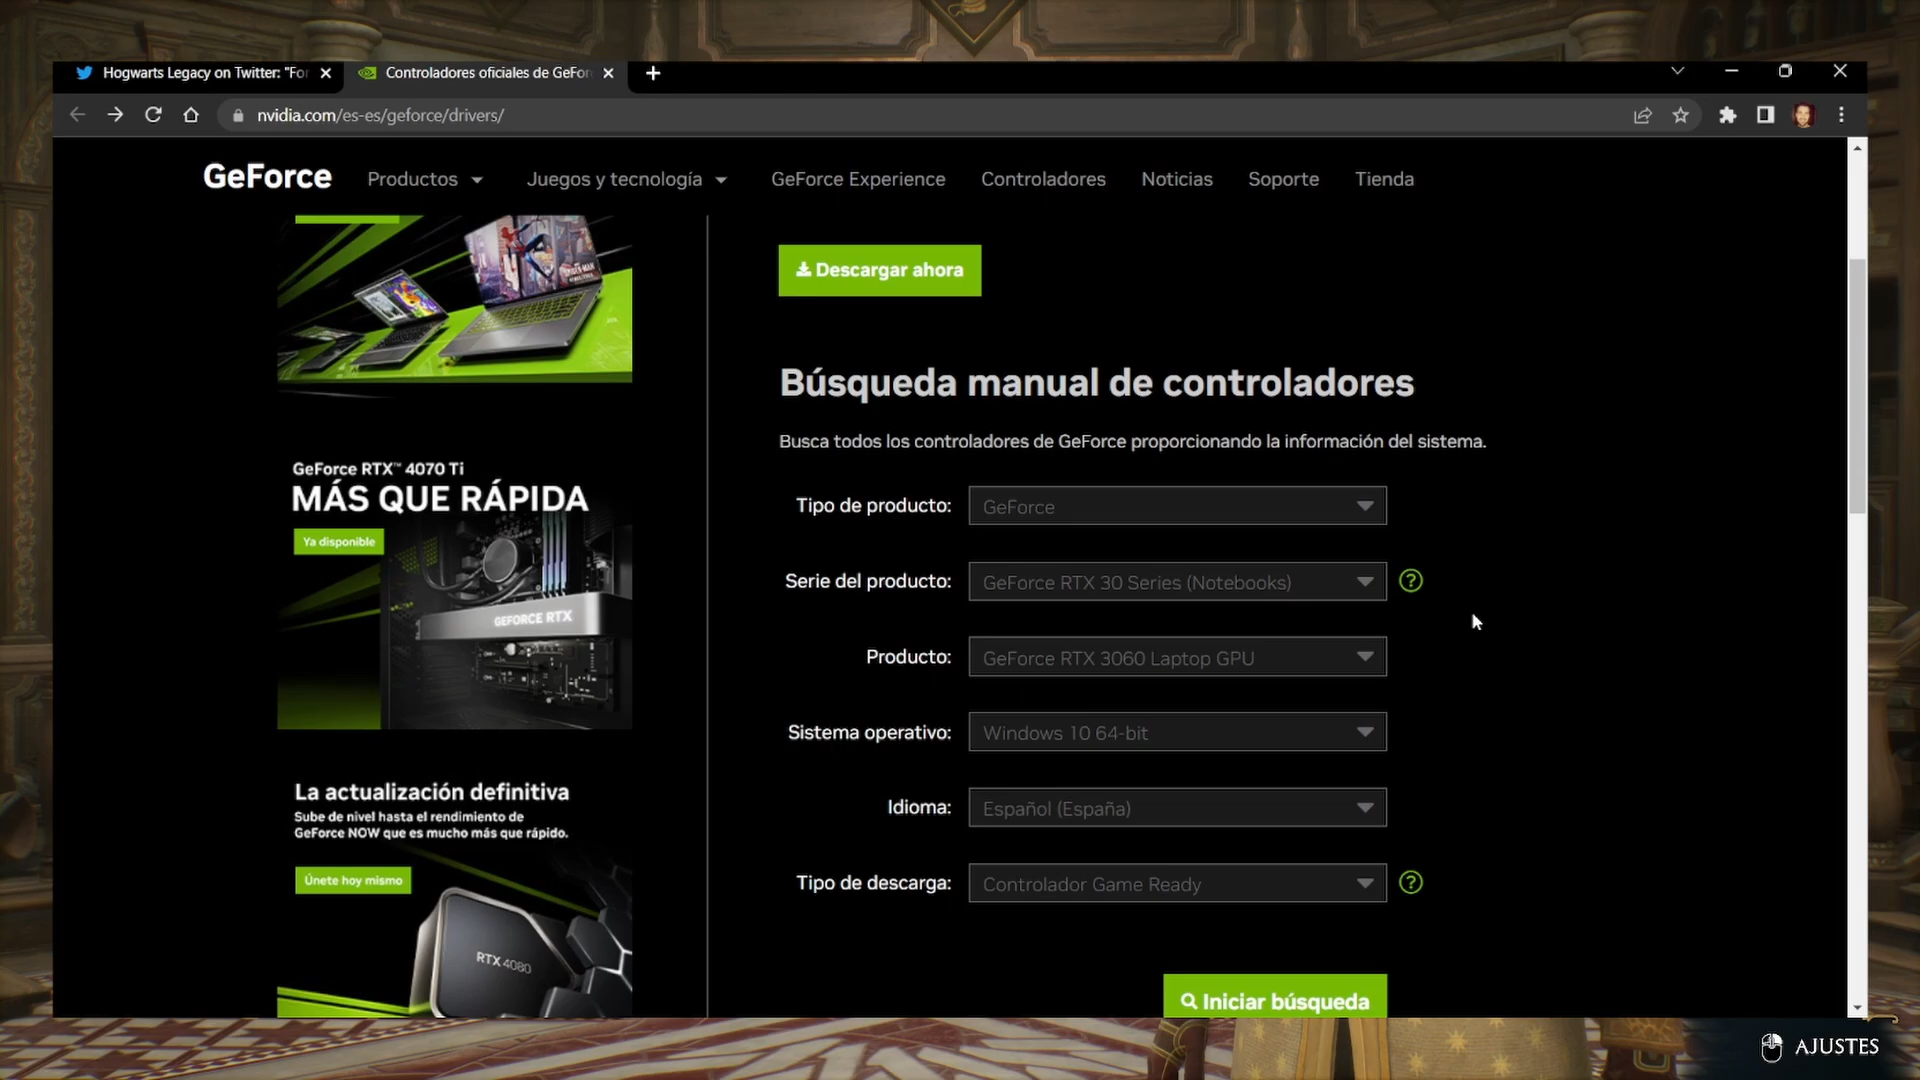 Hogwarts Legacy on Twitter: "Fo
Controladores oficiales de GeFor
nvidia.com/es-es/geforce/drivers/
GeForce
Productos
Juegos y tecnología
GeForce Experience
Controladores
Noticias
Soporte
Tienda
Descargar ahora
Búsqueda manual de controladores
Busca todos los controladores de GeForce proporcionando la información del sistema.
Tipo de producto:
GeForce
Serie del producto:
GeForce RTX 30 Series (Notebooks)
?
Producto:
GeForce RTX 3060 Laptop GPU
Sistema operativo:
Windows 10 64-bit
Idioma:
Español (España)
Tipo de descarga:
Controlador Game Ready
?
Iniciar búsqueda
GeForce RTX™ 4070 Ti
MÁS QUE RÁPIDA
Ya disponible
GEFORCE RTX
La actualización definitiva
Sube de nivel hasta el rendimiento de
GeForce NOW que es mucho más que rápido.
Únete hoy mismo
RTX 4080
AJUSTES